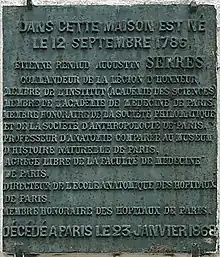 DANS CETTE MAISON EST NÉ
LE 12 SEPTEMBRE 1786
ETIENNE RENAUD AUGUSTIN SERRES
COMMANDEUR DE LA LÉGION D'HONNEUR
MEMBRE DE L'INSTITUT (ACADÉMIE DES SCIENCES)
MEMBRE DE L'ACADÉMIE DE MÉDECINE DE PARIS
MEMBRE HONORAIRE DE LA SOCIÉTÉ PHILOMATIQUE
ET DE LA SOCIÉTÉ D'ANTHROPOLOGIE DE PARIS
PROFESSEUR D'ANATOMIE COMPARÉE AU MUSEUM
D'HISTOIRE NATURELLE DE PARIS
AGRÉGÉ LIBRE DE LA FACULTÉ DE MÉDECINE
DE PARIS
DIRECTEUR DE L'ECOLE ANATOMIQUE DES HOPITAUX
DE PARIS
MEMBRE HONORAIRE DES HOPITAUX DE PARIS
DÉCÉDÉ À PARIS LE 23 JANVIER 1868